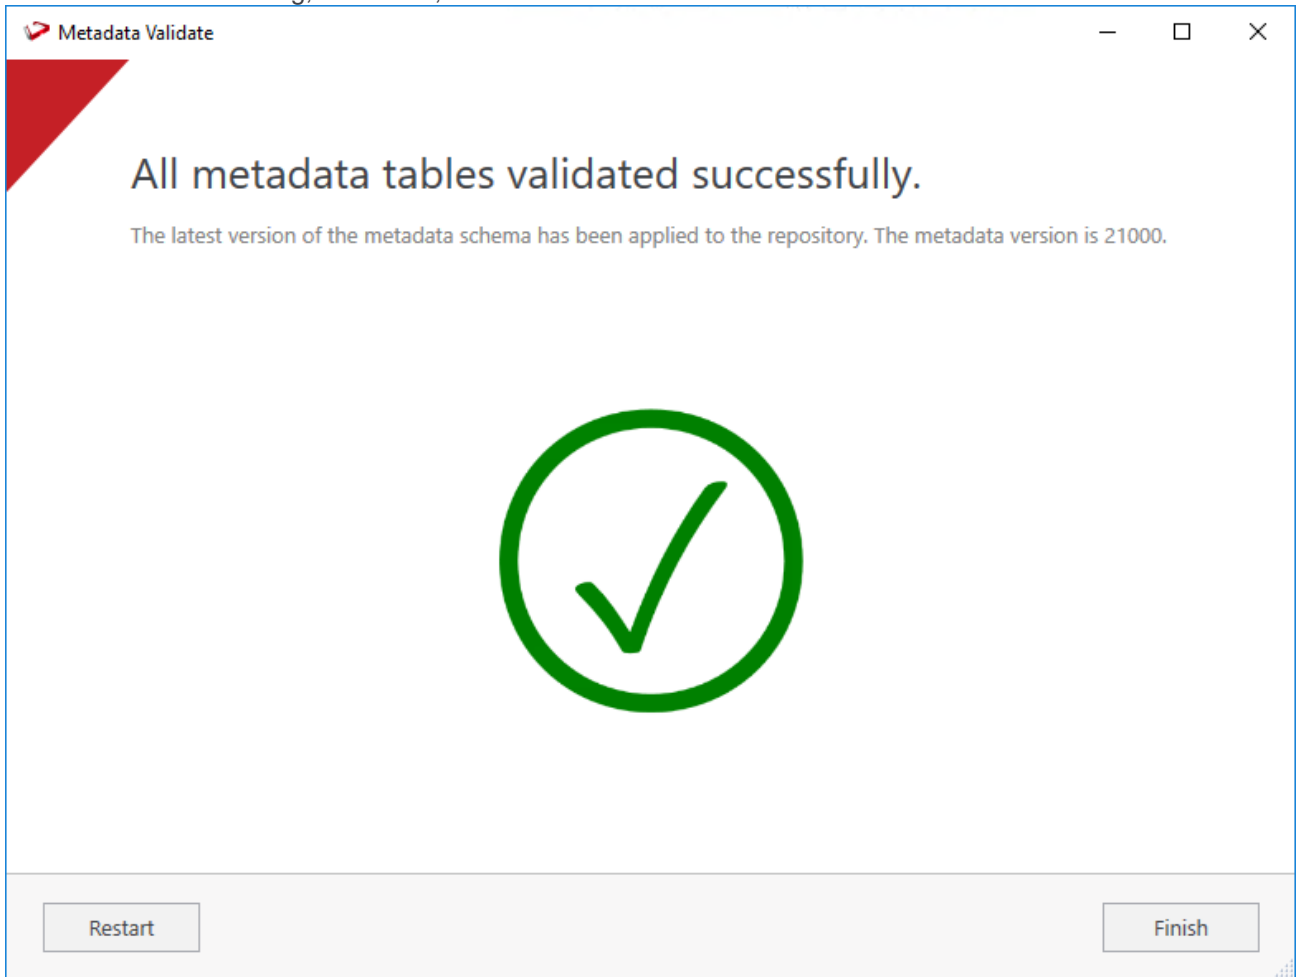 Metadata Validate
All metadata tables validated successfully.
The latest version of the metadata schema has been applied to the repository. The metadata version is 21000.
Restart
Finish